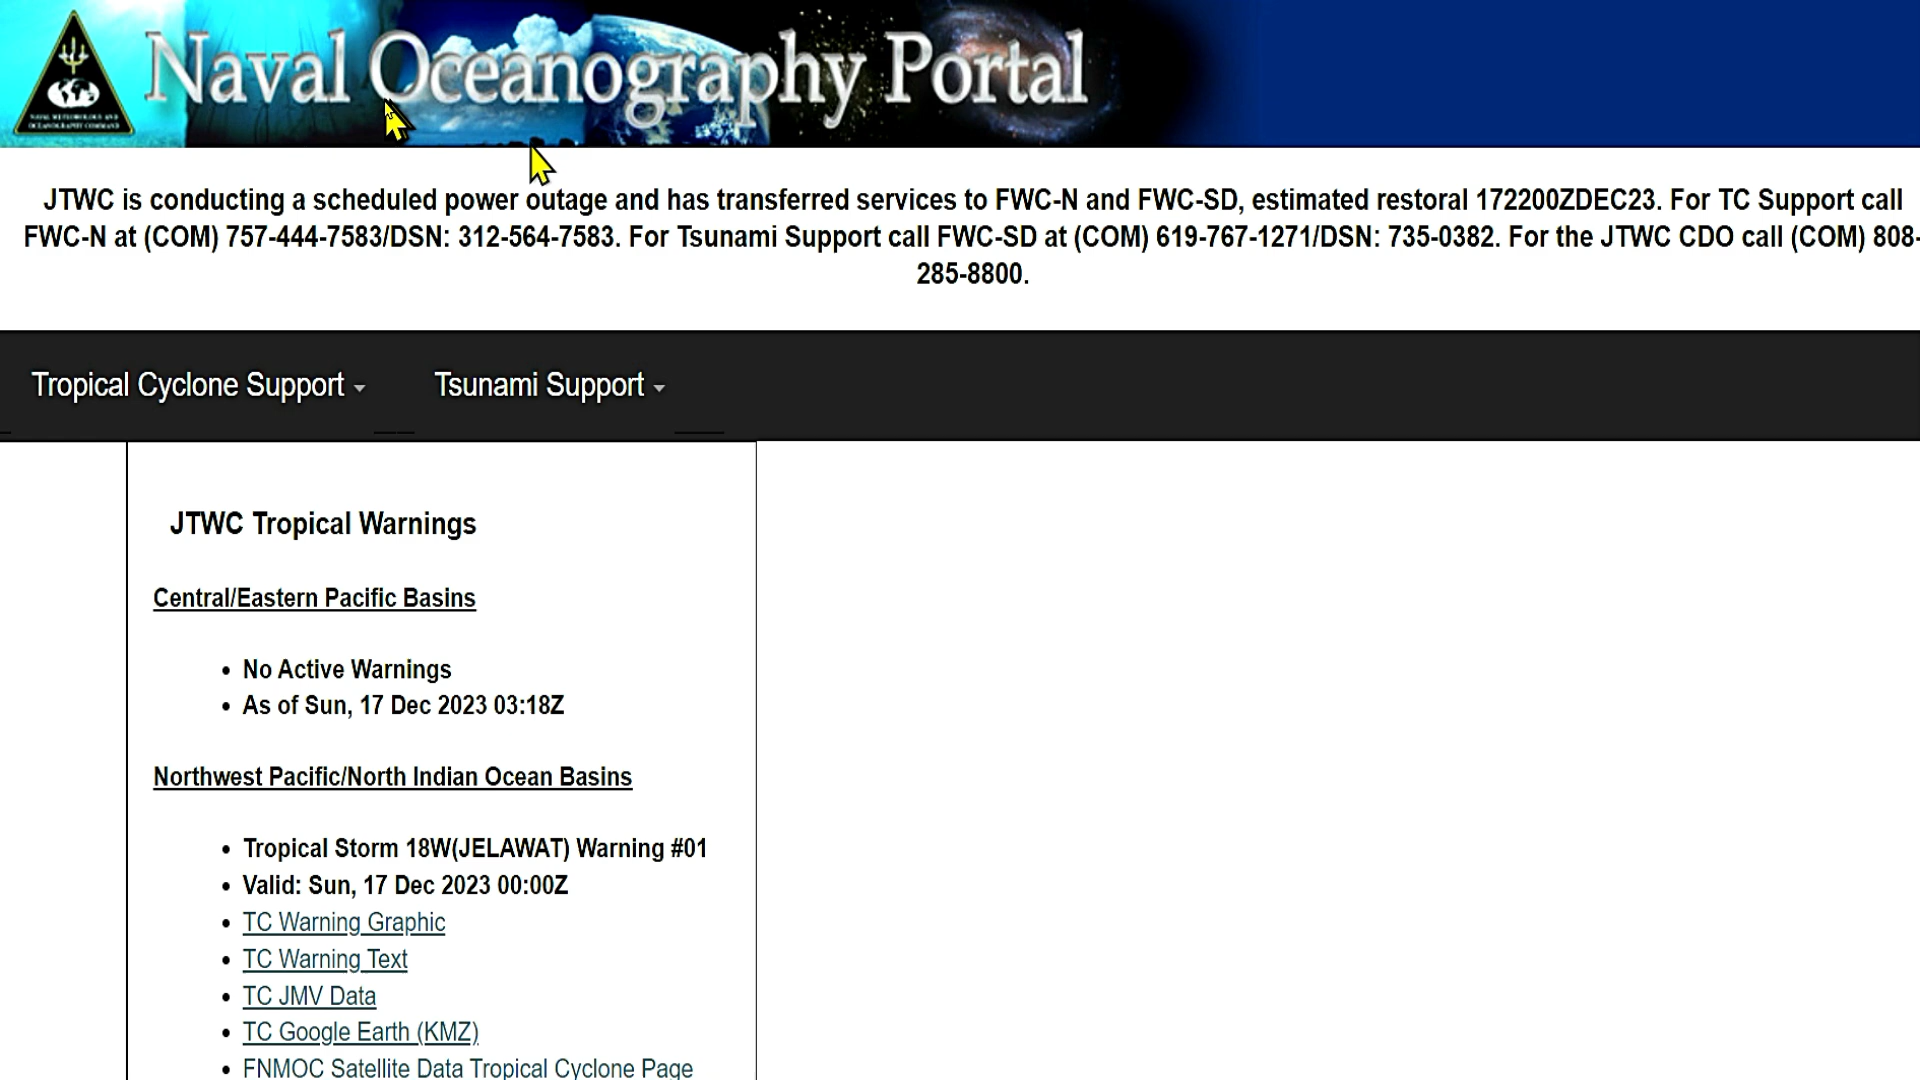 Naval Oceanography Portal
NAVAL METEOROLOGY AND
OCEANOGRAPHY COMMAND
JTWC is conducting a scheduled power outage and has transferred services to FWC-N and FWC-SD, estimated restoral 172200ZDEC23. For TC Support call
FWC-N at (COM) 757-444-7583/DSN: 312-564-7583. For Tsunami Support call FWC-SD at (COM) 619-767-1271/DSN: 735-0382. For the JTWC CDO call (COM) 808-
285-8800.
Tropical Cyclone Support
Tsunami Support
JTWC Tropical Warnings
Central/Eastern Pacific Basins
• No Active Warnings
• As of Sun, 17 Dec 2023 03:18Z
Northwest Pacific/North Indian Ocean Basins
• Tropical Storm 18W(JELAWAT) Warning #01
• Valid: Sun, 17 Dec 2023 00:00Z
• TC Warning Graphic
• TC Warning Text
• TC JMV Data
• TC Google Earth (KMZ)
• FNMOC Satellite Data Tropical Cyclone Page